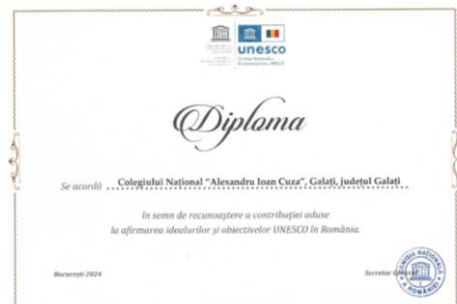 unesco
Diploma
Se acordă Colegiului Național "Alexandru Ioan Cuza", Galați, județul Galați
în semn de recunoaștere a contribuției aduse
la afirmarea idealurilor și obiectivelor UNESCO în România.
București 2024
Secretar General